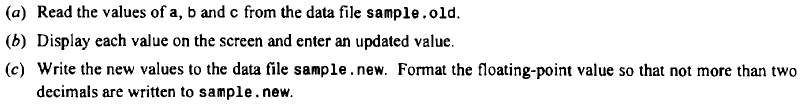 (a) Read the values of a, b and c from the data file sample.old.
(b) Display each value on the screen and enter an updated value.
(c) Write the new values to the data file sample.new. Format the floating-point value so that not more than two
decimals are written to sample.new.